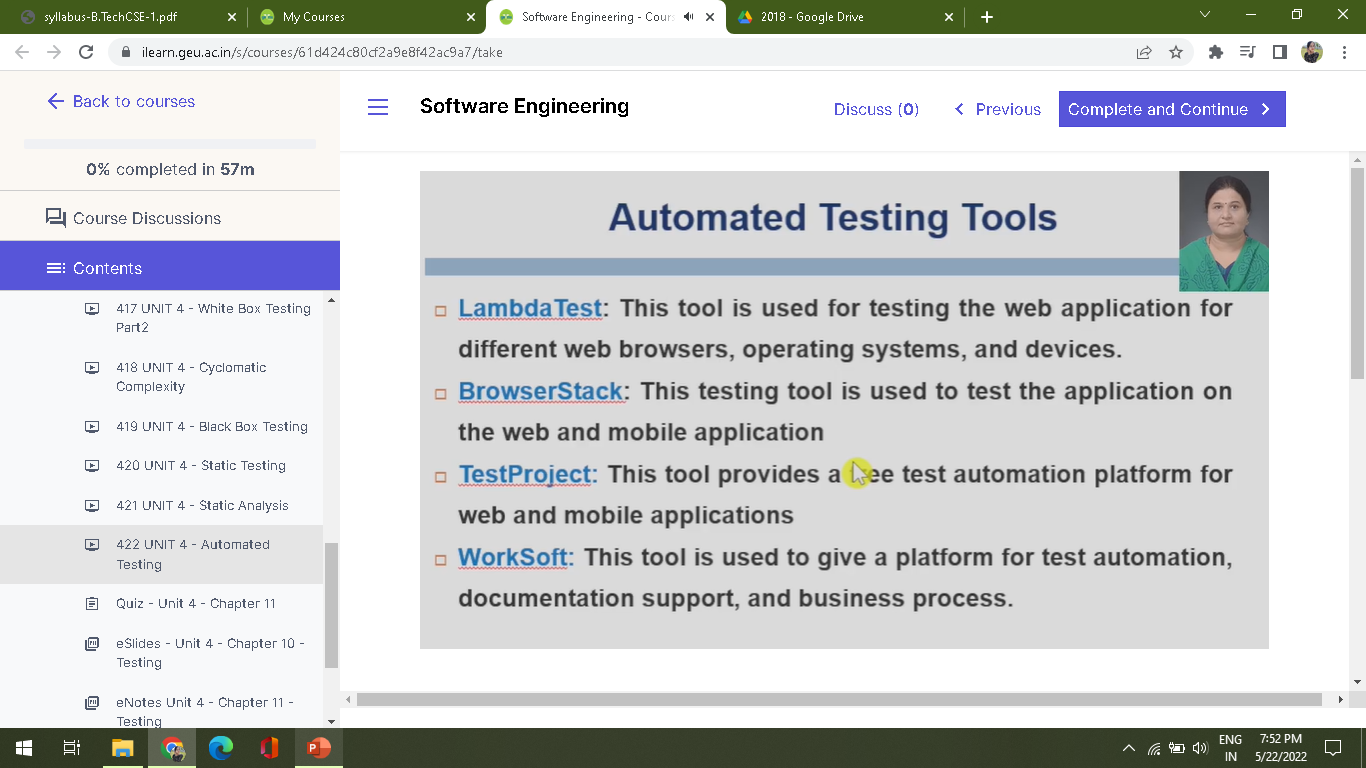 syllabus-B.TechCSE-1.pdf
My Courses
Software Engineering - Cour
2018 - Google Drive
ilearn.geu.ac.in/s/courses/61d424c80cf2a9e8f42ac9a7/take
Back to courses
0% completed in 57m
Course Discussions
Contents
417 UNIT 4 - White Box Testing
Part2
418 UNIT 4 - Cyclomatic
Complexity
419 UNIT 4 - Black Box Testing
420 UNIT 4 - Static Testing
421 UNIT 4 - Static Analysis
422 UNIT 4 - Automated
Testing
Quiz - Unit 4 - Chapter 11
eSlides - Unit 4 - Chapter 10 -
Testing
eNotes Unit 4 - Chapter 11 -
Testing
Software Engineering
Discuss (0)
Previous
Complete and Continue
Automated Testing Tools
LambdaTest: This tool is used for testing the web application for
different web browsers, operating systems, and devices.
BrowserStack: This testing tool is used to test the application on
the web and mobile application
TestProject: This tool provides a free test automation platform for
web and mobile applications
WorkSoft: This tool is used to give a platform for test automation,
documentation support, and business process.
ENG
IN
7:52 PM
5/22/2022